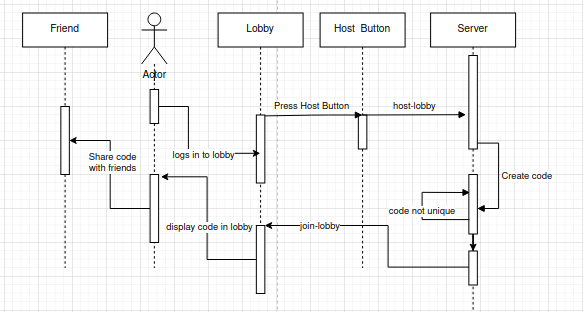 Friend
Actor
Lobby
Host Button
Server
Press Host Button
host-lobby
logs in to lobby
Share code
with friends
Create code
code not unique
display code in lobby
join-lobby